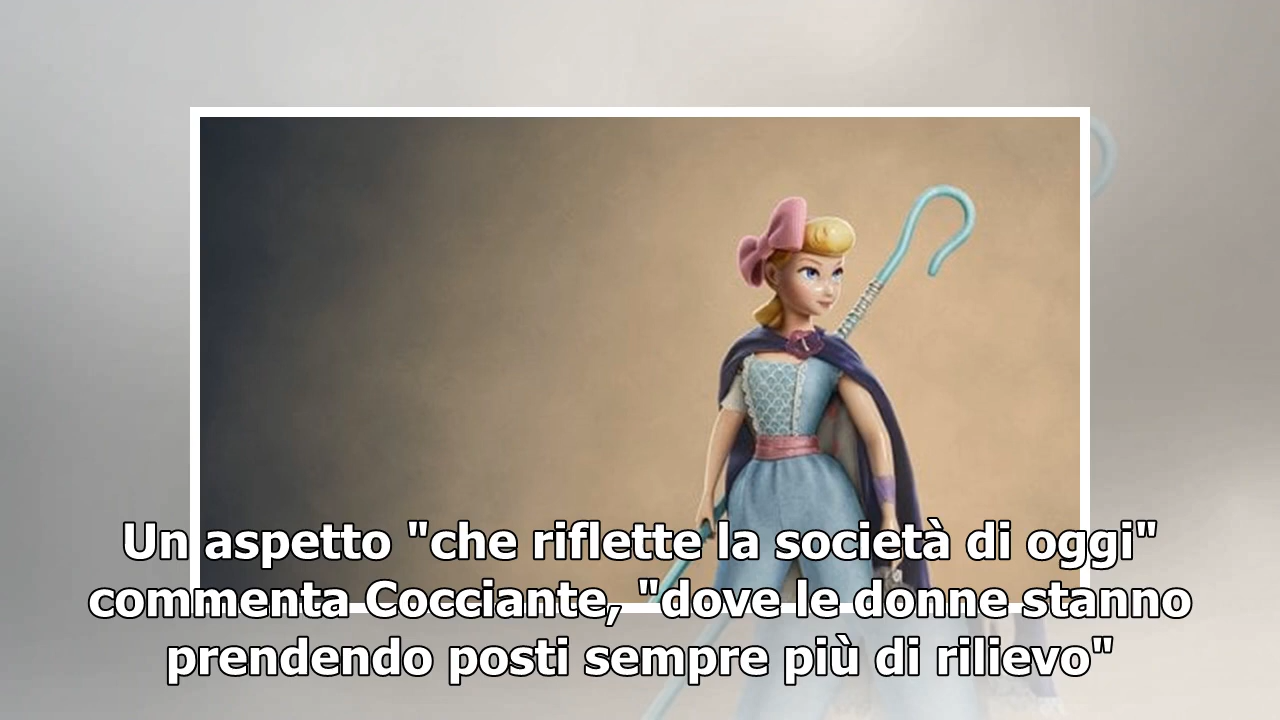 Un aspetto "che riflette la società di oggi"
commenta Cocciante, "dove le donne stanno
prendendo posti sempre più di rilievo"